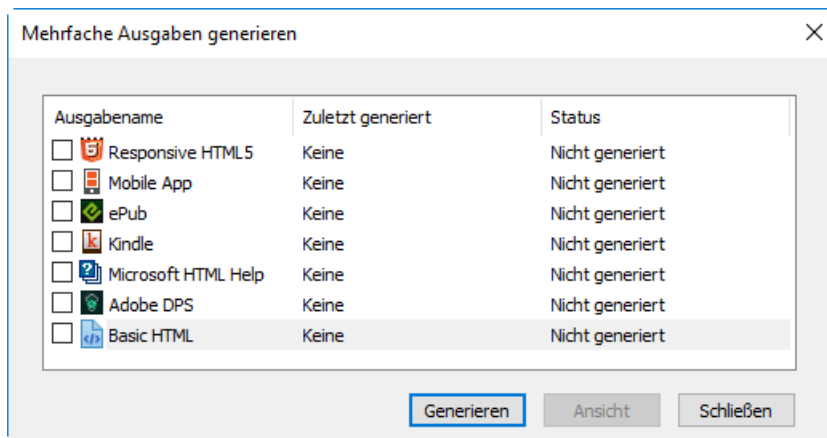 Mehrfache Ausgaben generieren
Ausgabename Zuletzt generiert Status
Responsive HTML5 Keine Nicht generiert
Mobile App Keine Nicht generiert
ePub Keine Nicht generiert
Kindle Keine Nicht generiert
Microsoft HTML Help Keine Nicht generiert
Adobe DPS Keine Nicht generiert
Basic HTML Keine Nicht generiert
Generieren Ansicht Schließen